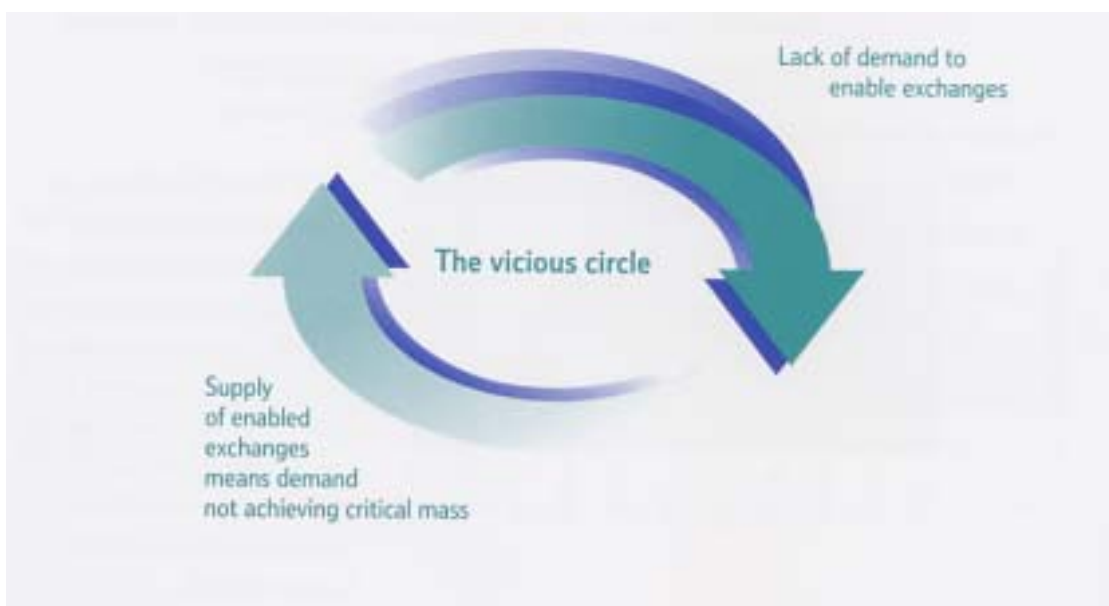 Lack of demand to
enable exchanges
The vicious circle
Supply
of enabled
exchanges
means demand
not achieving critical mass